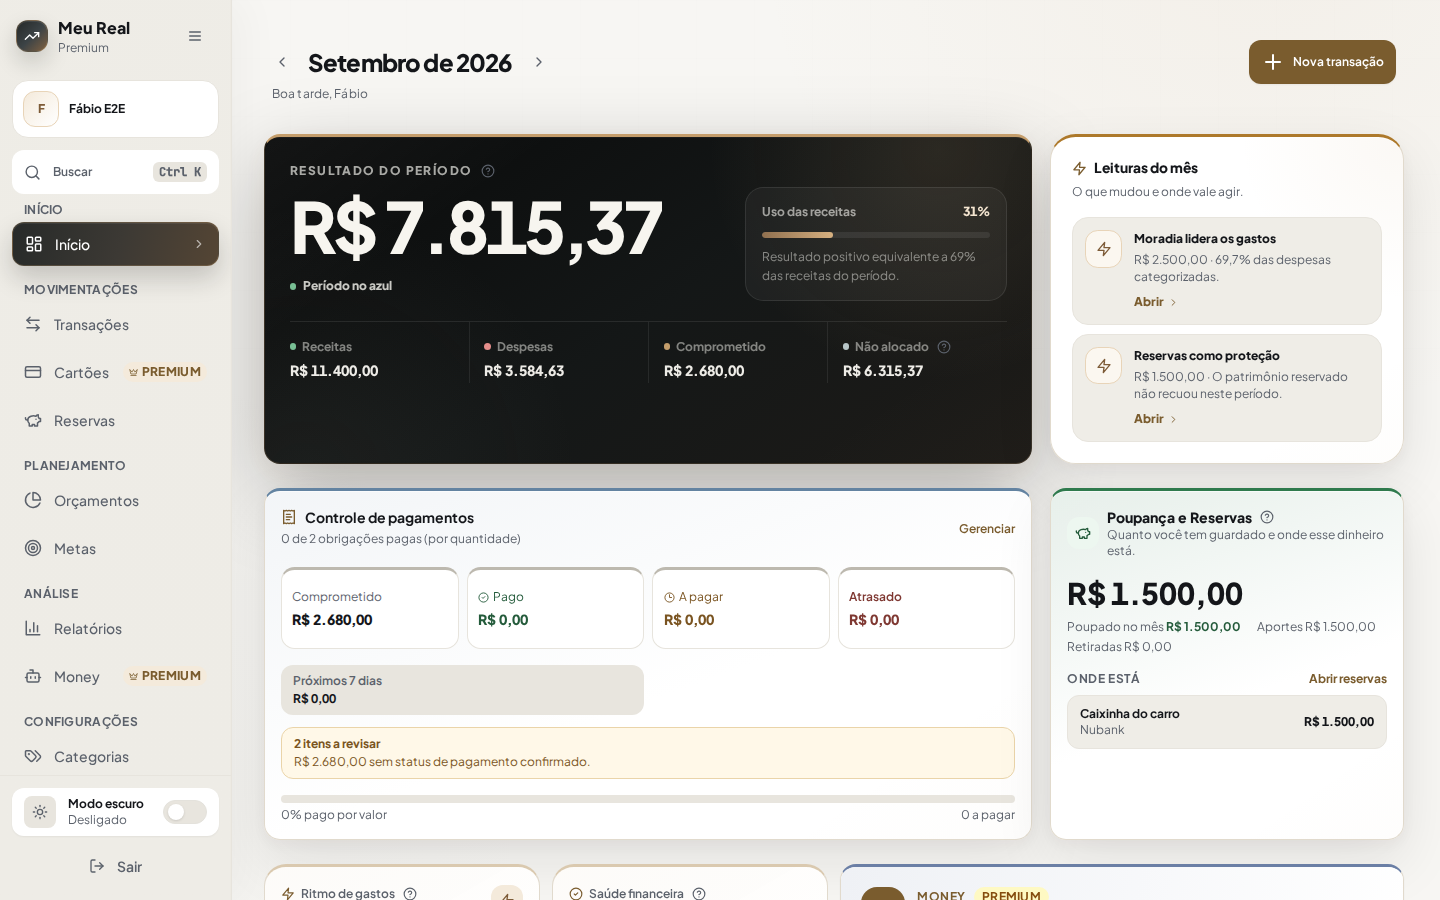 Meu Real
Premium
F
Fábio E2E
Buscar
Ctrl K
INÍCIO
Início
MOVIMENTAÇÕES
Transações
Cartões
PREMIUM
Reservas
PLANEJAMENTO
Orçamentos
Metas
ANÁLISE
Relatórios
Money
PREMIUM
CONFIGURAÇÕES
Categorias
Modo escuro
Desligado
Sair
Setembro de 2026
Boa tarde, Fábio
Nova transação
RESULTADO DO PERÍODO
R$ 7.815,37
Período no azul
Uso das receitas
31%
Resultado positivo equivalente a 69%
das receitas do período.
Receitas
R$ 11.400,00
Despesas
R$ 3.584,63
Comprometido
R$ 2.680,00
Não alocado
R$ 6.315,37
Leituras do mês
O que mudou e onde vale agir.
Moradia lidera os gastos
R$ 2.500,00 · 69,7% das despesas
categorizadas.
Abrir
Reservas como proteção
R$ 1.500,00 · O patrimônio reservado
não recuou neste período.
Abrir
Controle de pagamentos
0 de 2 obrigações pagas (por quantidade)
Gerenciar
Comprometido
R$ 2.680,00
Pago
R$ 0,00
A pagar
R$ 0,00
Atrasado
R$ 0,00
Próximos 7 dias
R$ 0,00
2 itens a revisar
R$ 2.680,00 sem status de pagamento confirmado.
0% pago por valor
0 a pagar
Poupança e Reservas
Quanto você tem guardado e onde esse dinheiro
está.
R$ 1.500,00
Poupado no mês R$ 1.500,00
Aportes R$ 1.500,00
Retiradas R$ 0,00
ONDE ESTÁ
Abrir reservas
Caixinha do carro
Nubank
R$ 1.500,00
Ritmo de gastos
Saúde financeira
MONEY
PREMIUM